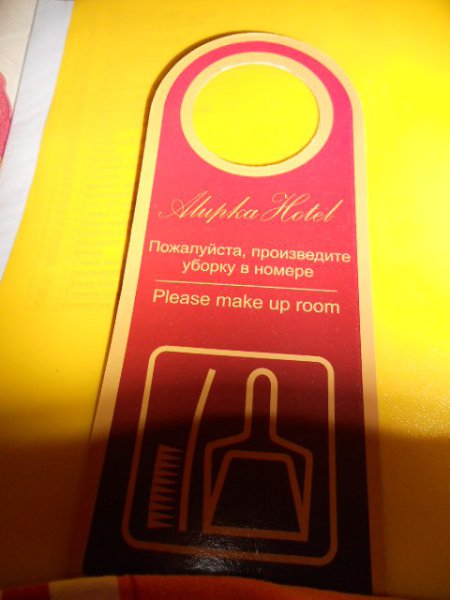 Alupka Hotel
Пожалуйста, произведите
уборку в номере
Please make up room